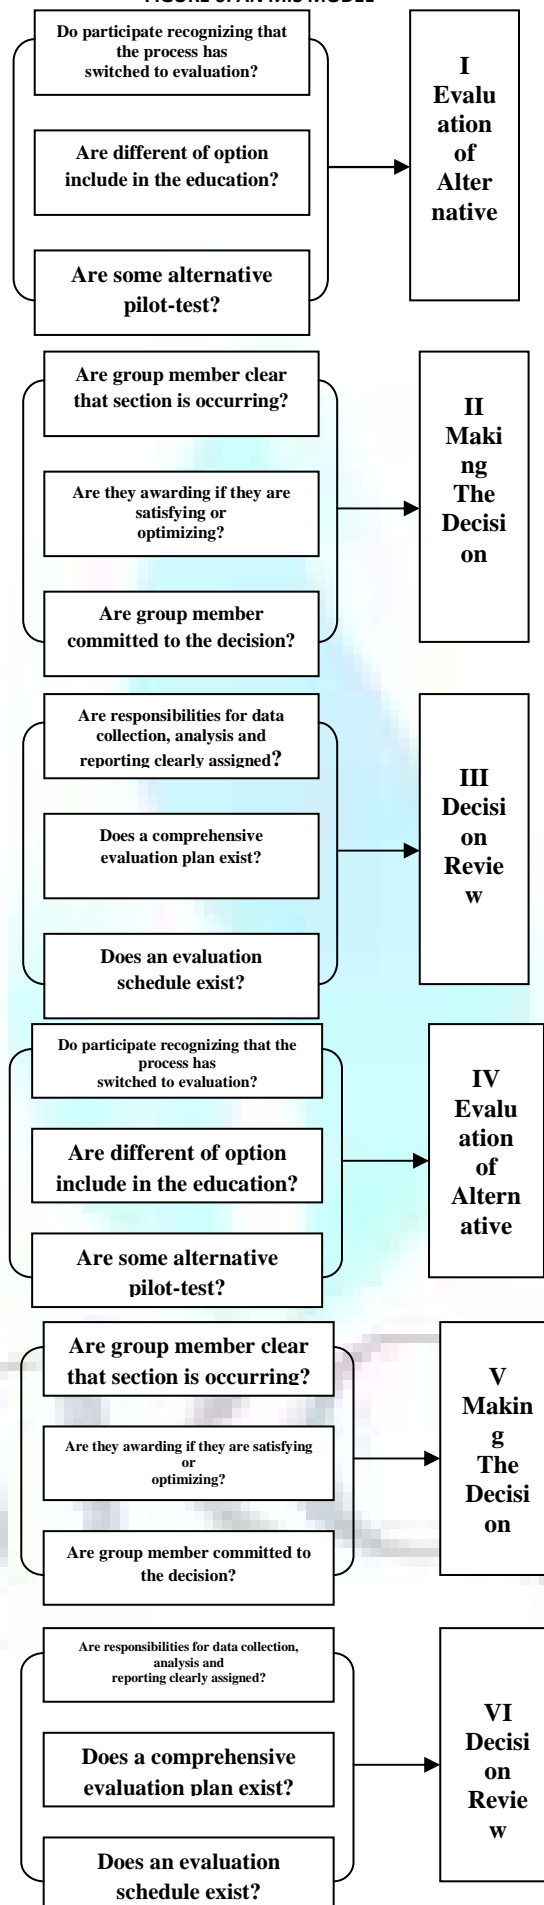 Do participate recognizing that
the process has
switched to evaluation?
Are different of option
include in the education?
Are some alternative
pilot-test?
I
Evalu
ation
of
Alter
native
Are group member clear
that section is occurring?
Are they awarding if they are
satisfying or
optimizing?
Are group member
committed to the decision?
II
Maki
ng
The
Decisi
on
Are responsibilities for data
collection, analysis and
reporting clearly assigned?
Does a comprehensive
evaluation plan exist?
Does an evaluation
schedule exist?
III
Decisi
on
Revie
w
Do participate recognizing that the
process has
switched to evaluation?
Are different of option
include in the education?
Are some alternative
pilot-test?
IV
Evalu
ation
of
Altern
ative
Are group member clear
that section is occurring?
Are they awarding if they are satisfying
or
optimizing?
Are group member committed to
the decision?
V
Makin
g
The
Decisi
on
Are responsibilities for data collection,
analysis and
reporting clearly assigned?
Does a comprehensive
evaluation plan exist?
Does an evaluation
schedule exist?
VI
Decisi
on
Revie
w